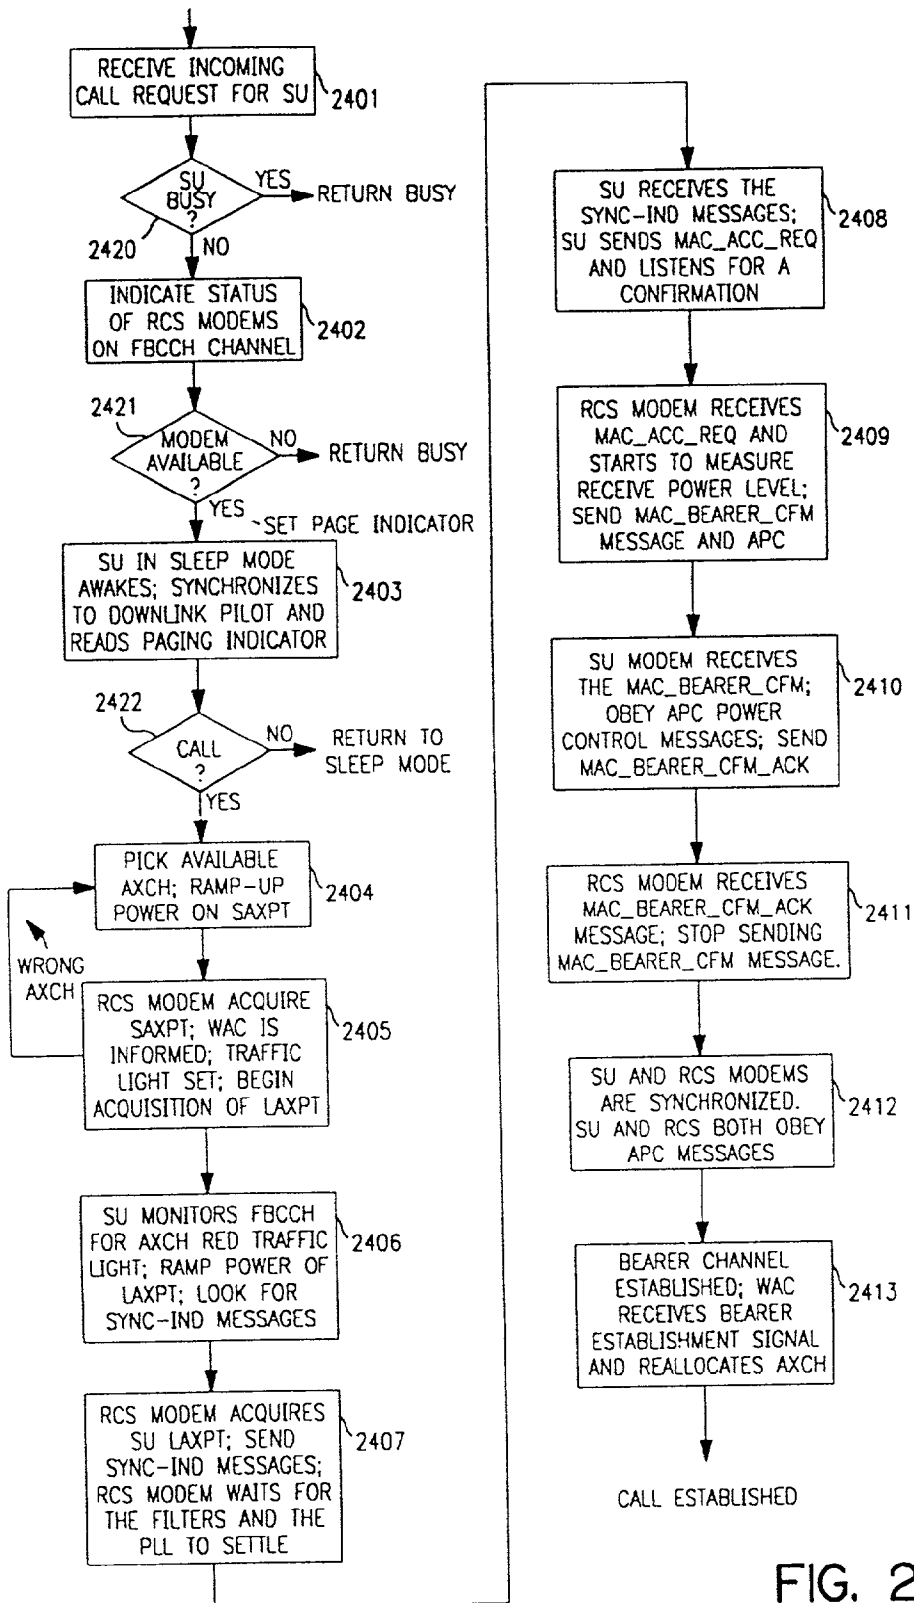 RECEIVE INCOMING
CALL REQUEST FOR SU
2401
SU
BUSY
?
2420
YES
RETURN BUSY
NO
INDICATE STATUS
OF RCS MODEMS
ON FBCCH CHANNEL
2402
2421
MODEM
AVAILABLE
?
NO
RETURN BUSY
YES
SET PAGE INDICATOR
SU IN SLEEP MODE
AWAKES; SYNCHRONIZES
TO DOWNLINK PILOT AND
READS PAGING INDICATOR
2403
2422
CALL
?
NO
RETURN TO
SLEEP MODE
YES
PICK AVAILABLE
AXCH; RAMP-UP
POWER ON SAXPT
2404
WRONG
AXCH
RCS MODEM ACQUIRE
SAXPT; WAC IS
INFORMED; TRAFFIC
LIGHT SET; BEGIN
ACQUISITION OF LAXPT
2405
SU MONITORS FBCCH
FOR AXCH RED TRAFFIC
LIGHT; RAMP POWER OF
LAXPT; LOOK FOR
SYNC-IND MESSAGES
2406
RCS MODEM ACQUIRES
SU LAXPT; SEND
SYNC-IND MESSAGES;
RCS MODEM WAITS FOR
THE FILTERS AND THE
PLL TO SETTLE
2407
SU RECEIVES THE
SYNC-IND MESSAGES;
SU SENDS MAC_ACC_REQ
AND LISTENS FOR A
CONFIRMATION
2408
RCS MODEM RECEIVES
MAC_ACC_REQ AND
STARTS TO MEASURE
RECEIVE POWER LEVEL;
SEND MAC_BEARER_CFM
MESSAGE AND APC
2409
SU MODEM RECEIVES
THE MAC_BEARER_CFM;
OBEY APC POWER
CONTROL MESSAGES; SEND
MAC_BEARER_CFM_ACK
2410
RCS MODEM RECEIVES
MAC_BEARER_CFM_ACK
MESSAGE; STOP SENDING
MAC_BEARER_CFM MESSAGE.
2411
SU AND RCS MODEMS
ARE SYNCHRONIZED.
SU AND RCS BOTH OBEY
APC MESSAGES
2412
BEARER CHANNEL
ESTABLISHED; WAC
RECEIVES BEARER
ESTABLISHMENT SIGNAL
AND REALLOCATES AXCH
2413
CALL ESTABLISHED
FIG. 2